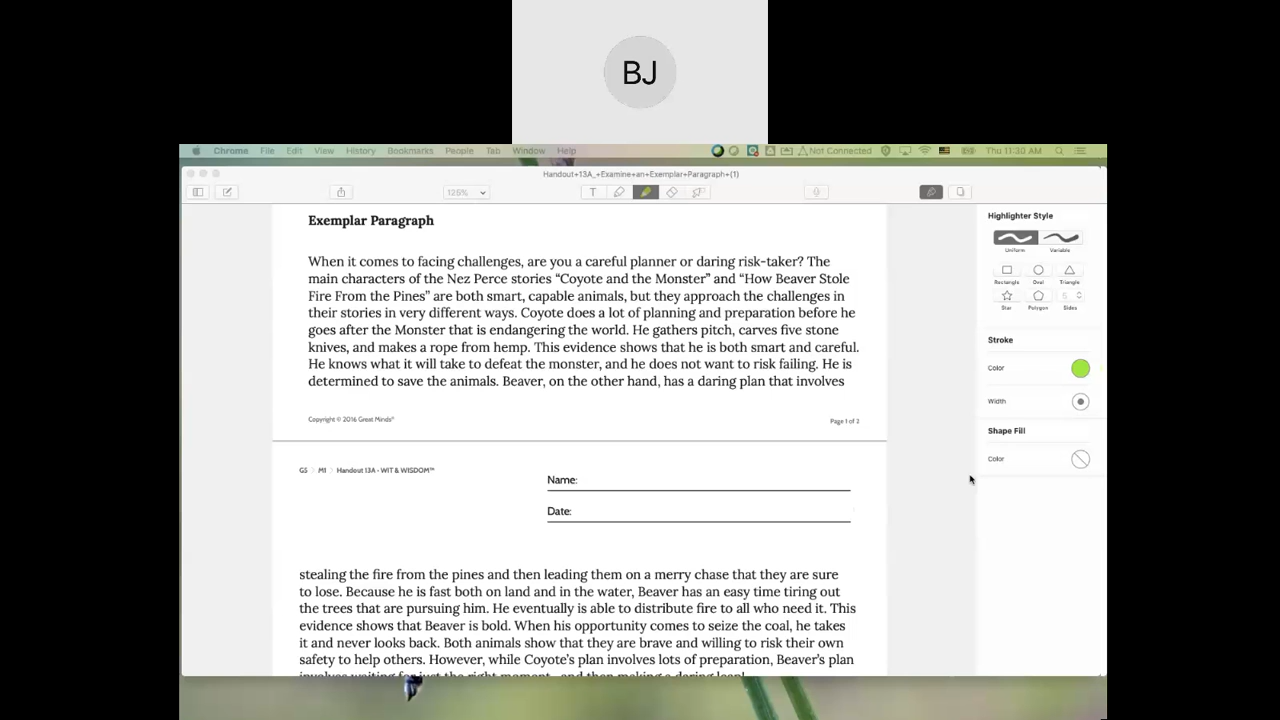 BJ
Chrome File Edit View History Bookmarks People Tab Window Help Not Connected Thu 11:30 AM
Handout+13A_+Examine+an+Exemplar+Paragraph+(1)
125% T
Exemplar Paragraph
When it comes to facing challenges, are you a careful planner or daring risk-taker? The
main characters of the Nez Perce stories “Coyote and the Monster” and “How Beaver Stole
Fire From the Pines” are both smart, capable animals, but they approach the challenges in
their stories in very different ways. Coyote does a lot of planning and preparation before he
goes after the Monster that is endangering the world. He gathers pitch, carves five stone
knives, and makes a rope from hemp. This evidence shows that he is both smart and careful.
He knows what it will take to defeat the monster, and he does not want to risk failing. He is
determined to save the animals. Beaver, on the other hand, has a daring plan that involves
Copyright © 2016 Great Minds®
Page 1 of 2
G5 M1 Handout 13A • WIT & WISDOM™
Name:
Date:
stealing the fire from the pines and then leading them on a merry chase that they are sure
to lose. Because he is fast both on land and in the water, Beaver has an easy time tiring out
the trees that are pursuing him. He eventually is able to distribute fire to all who need it. This
evidence shows that Beaver is bold. When his opportunity comes to seize the coal, he takes
it and never looks back. Both animals show that they are brave and willing to risk their own
safety to help others. However, while Coyote’s plan involves lots of preparation, Beaver’s plan
involves waiting for just the right moment—and then making a daring leap!
Highlighter Style
Uniform Variable
Rectangle Oval Triangle
5
Star Polygon Sides
Stroke
Color
Width
Shape Fill
Color